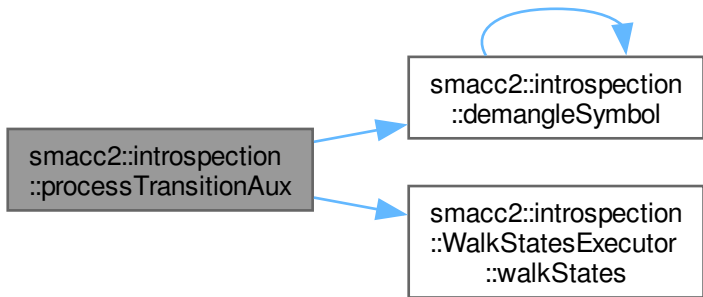 smacc2::introspection
::processTransitionAux
smacc2::introspection
::demangleSymbol
smacc2::introspection
::WalkStatesExecutor
::walkStates